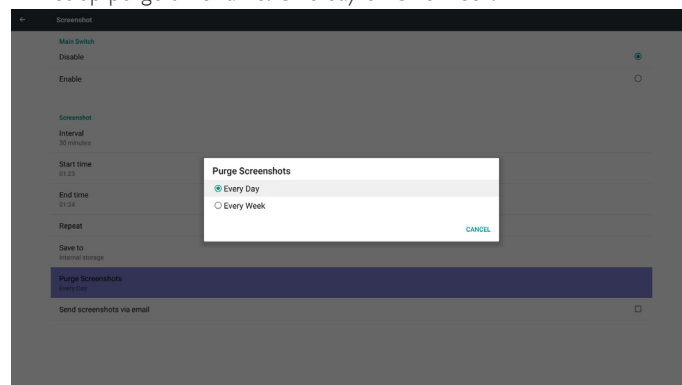 ← Screenshot
Main Switch
Disable
Enable
Screenshot
Interval
30 minutes
Start time
01:23
End time
01:24
Repeat
Save to
Internal storage
Purge Screenshots
Every Day
Send screenshots via email
Purge Screenshots
Every Day
Every Week
CANCEL